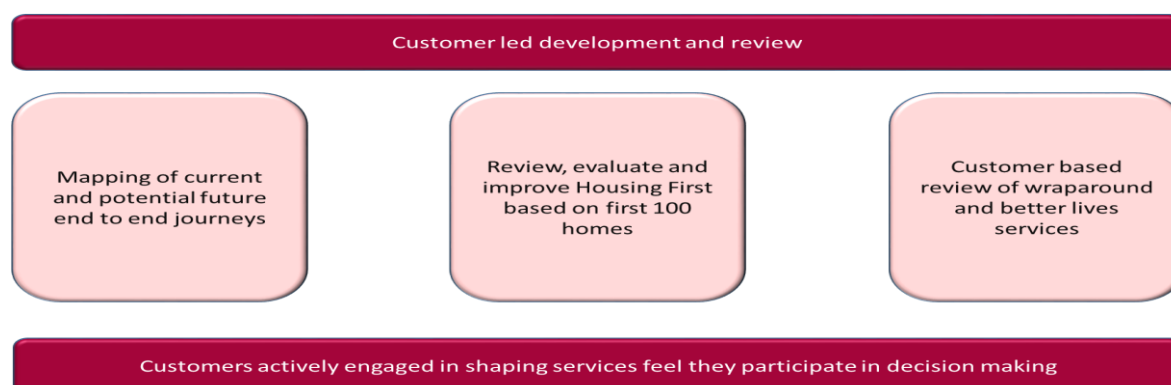 Customer led development and review
Mapping of current
and potential future
end to end journeys
Review, evaluate and
improve Housing First
based on first 100
homes
Customer based
review of wraparound
and better lives
services
Customers actively engaged in shaping services feel they participate in decision making